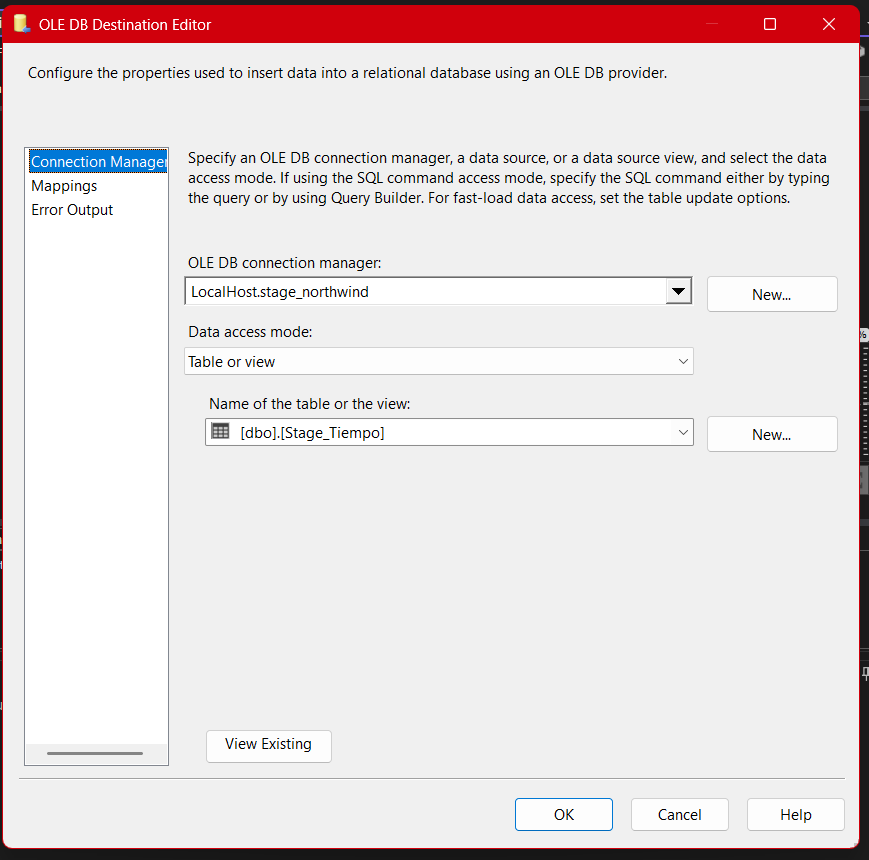 OLE DB Destination Editor
Configure the properties used to insert data into a relational database using an OLE DB provider.
Connection Manager
Mappings
Error Output
Specify an OLE DB connection manager, a data source, or a data source view, and select the data
access mode. If using the SQL command access mode, specify the SQL command either by typing
the query or by using Query Builder. For fast-load data access, set the table update options.
OLE DB connection manager:
LocalHost.stage_northwind
New...
Data access mode:
Table or view
Name of the table or the view:
[dbo].[Stage_Tiempo]
New...
View Existing
OK
Cancel
Help